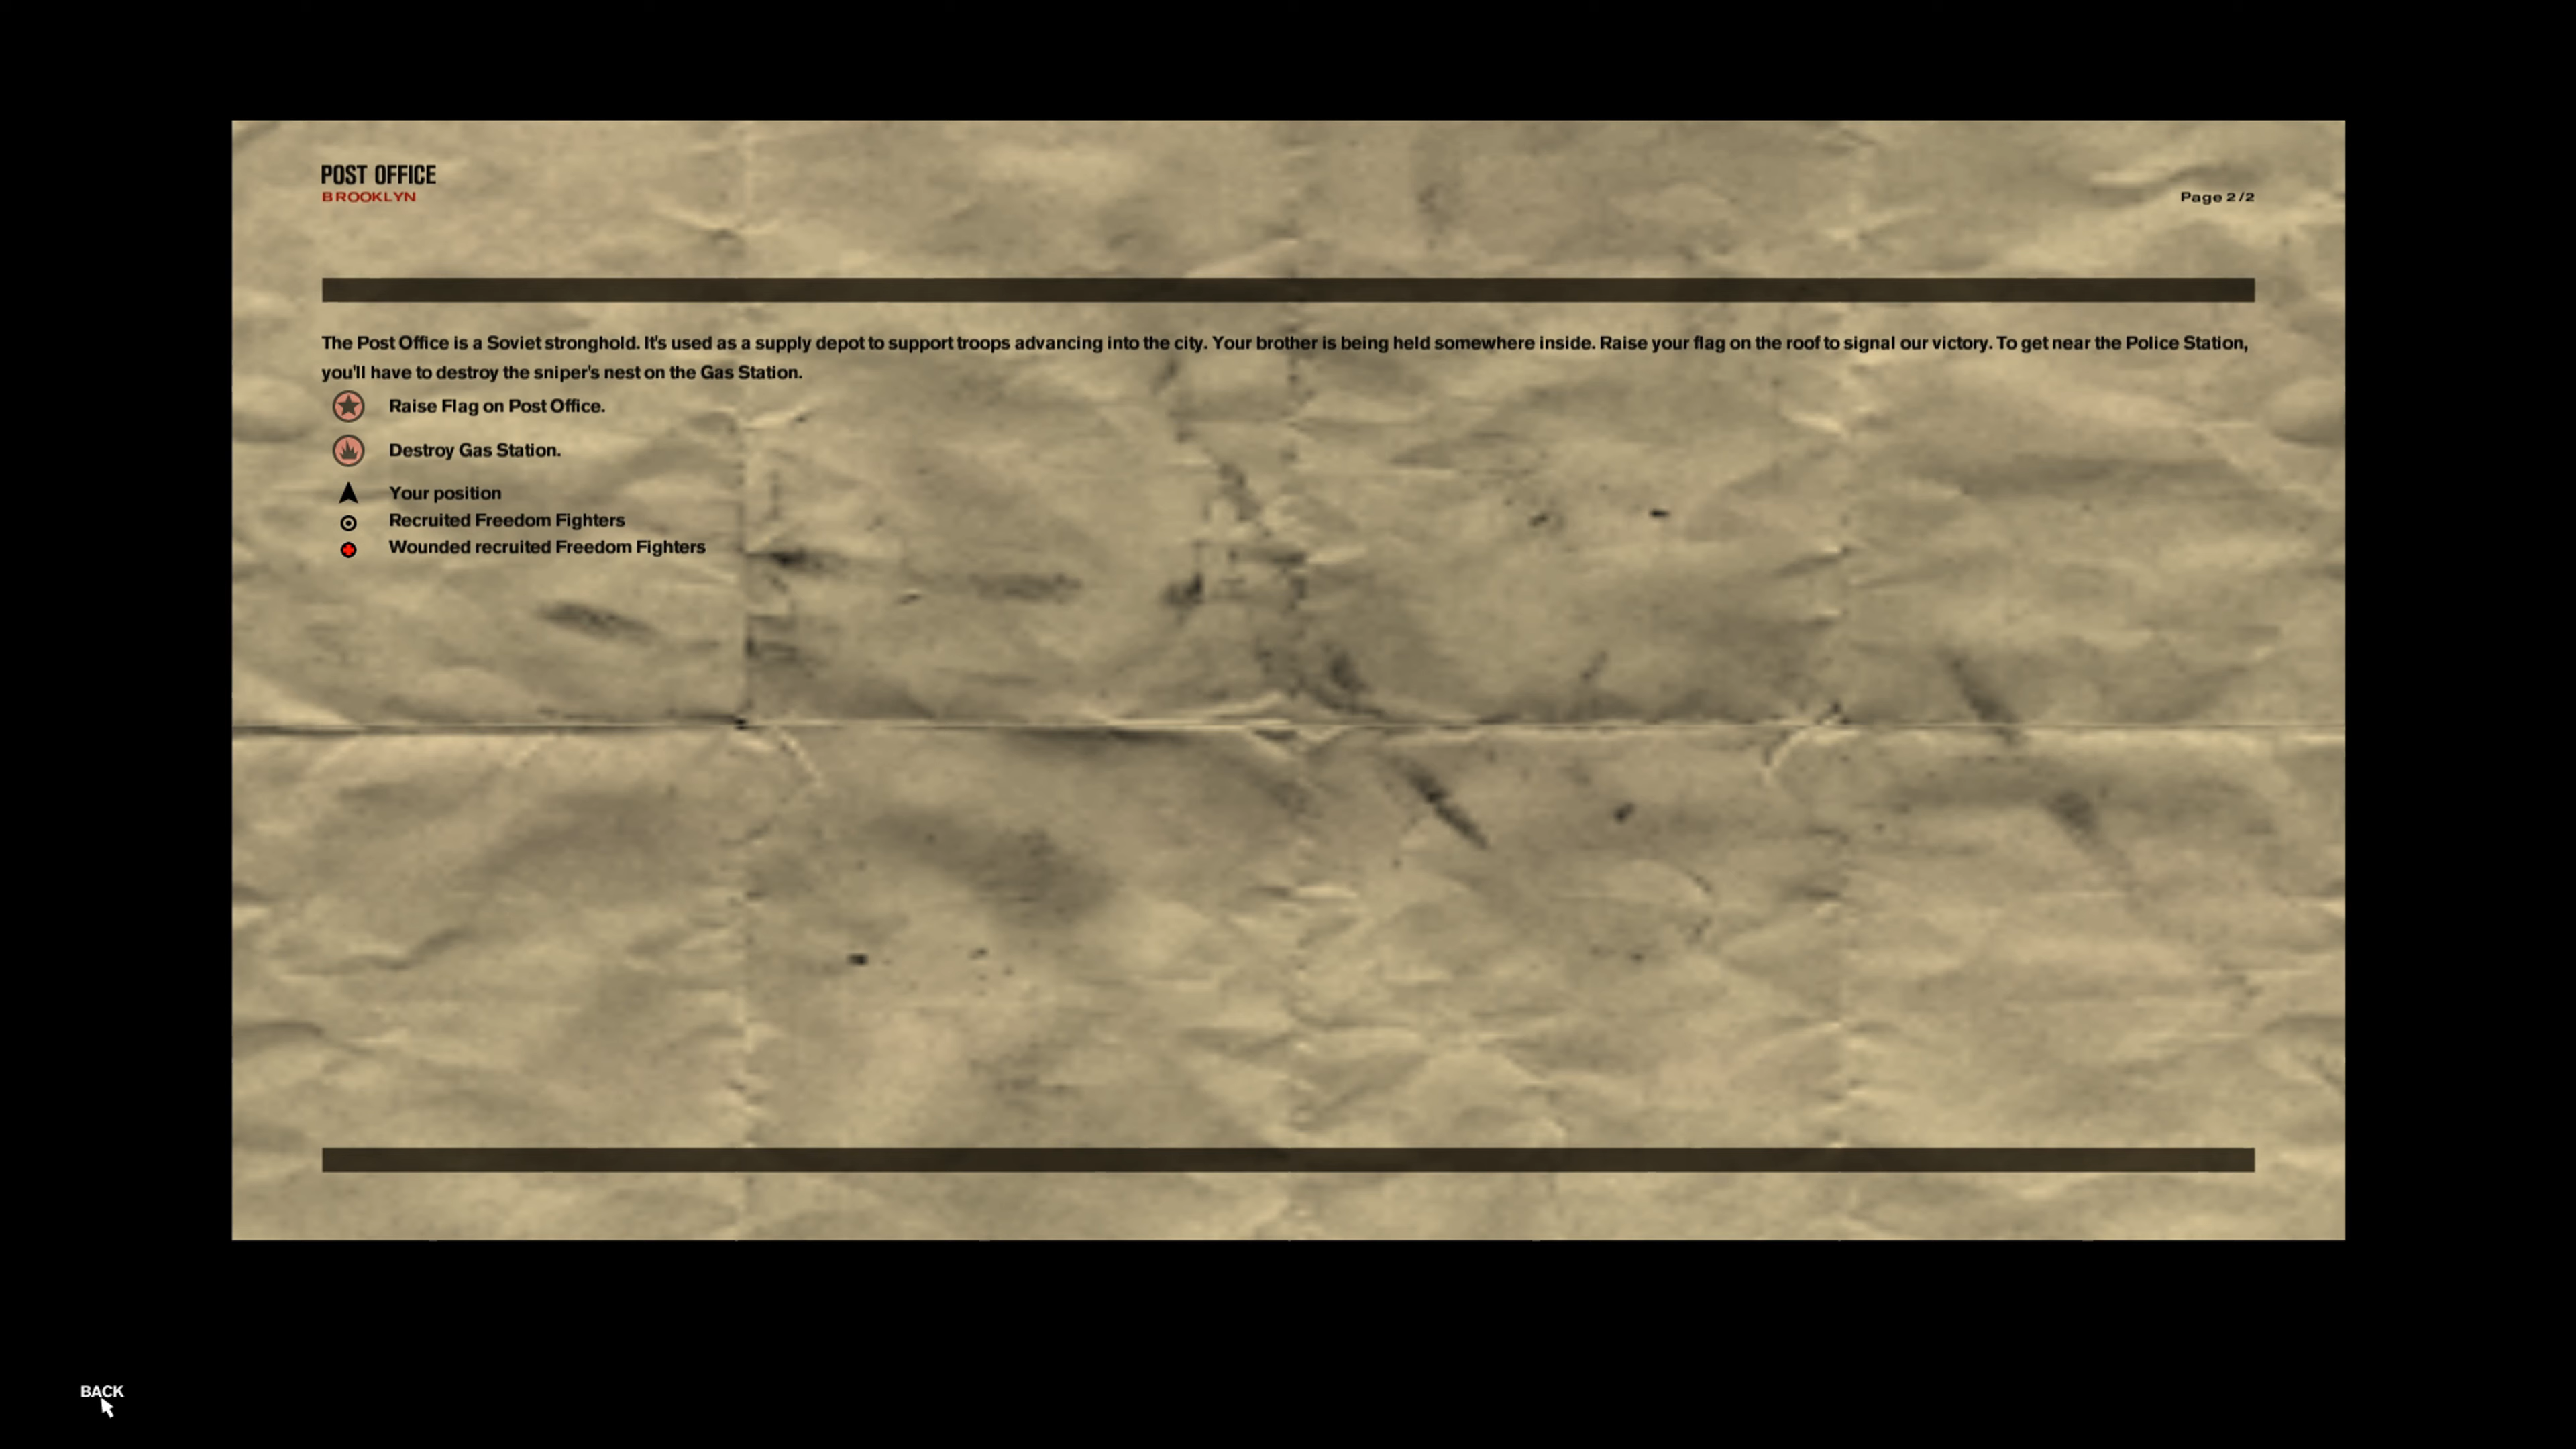 POST OFFICE
BROOKLYN
Page 2/2
The Post Office is a Soviet stronghold. It's used as a supply depot to support troops advancing into the city. Your brother is being held somewhere inside. Raise your flag on the roof to signal our victory. To get near the Police Station,
you'll have to destroy the sniper's nest on the Gas Station.
Raise Flag on Post Office.
Destroy Gas Station.
Your position
Recruited Freedom Fighters
Wounded recruited Freedom Fighters
BACK